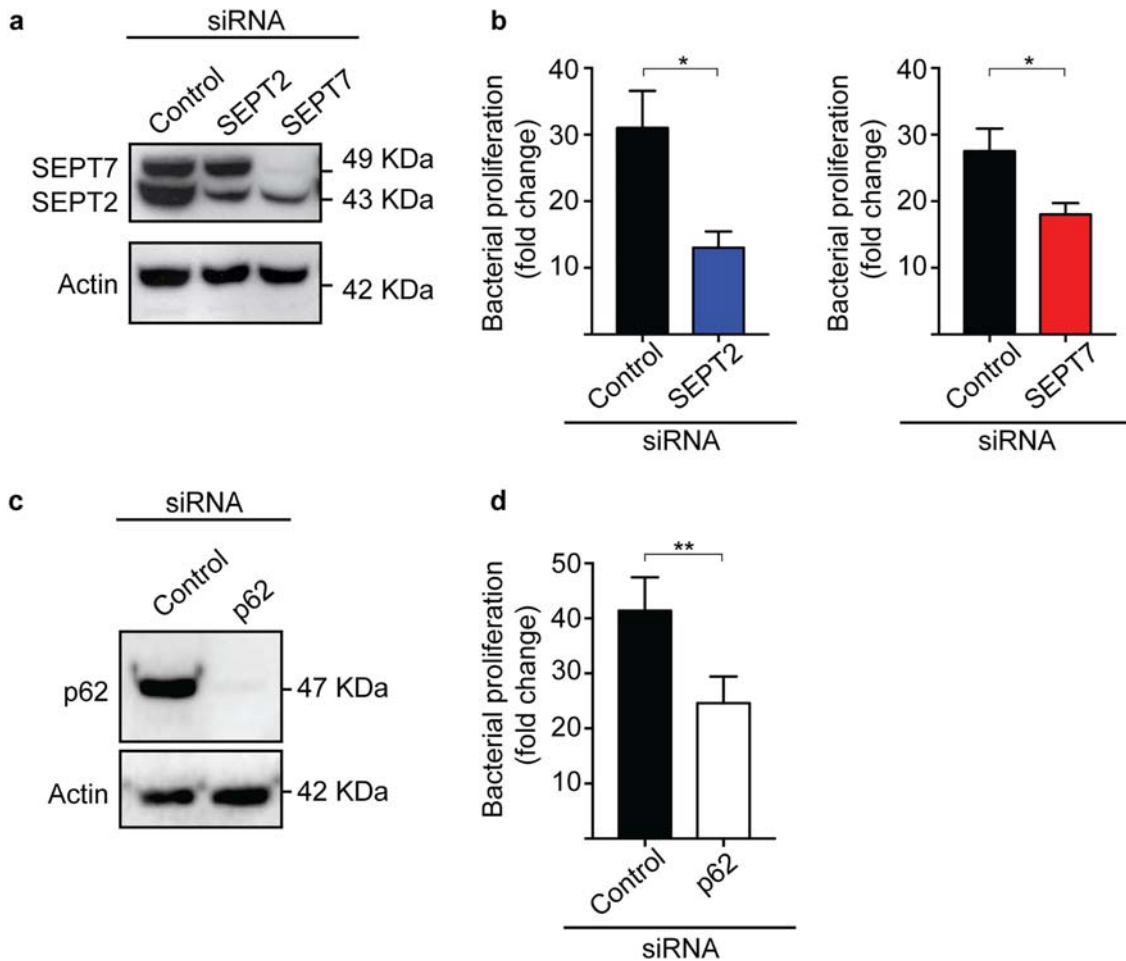 a
siRNA
Control
SEPT2
SEPT7
SEPT7
49 KDa
SEPT2
43 KDa
Actin
42 KDa
b
Bacterial proliferation
(fold change)
40
30
20
10
*
Control
SEPT2
siRNA
Bacterial proliferation
(fold change)
40
30
20
10
*
Control
SEPT7
siRNA
c
siRNA
Control
p62
p62
47 KDa
Actin
42 KDa
d
Bacterial proliferation
(fold change)
50
40
30
20
10
**
Control
p62
siRNA